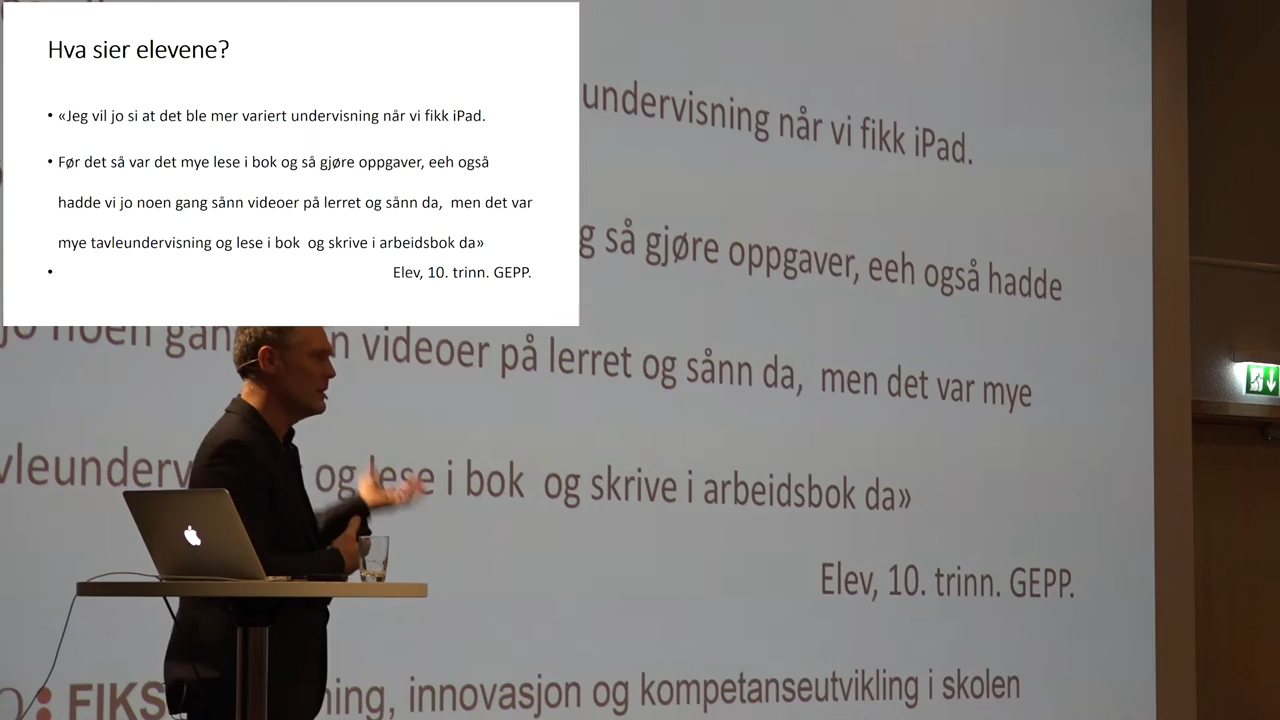 Hva sier elevene?
• «Jeg vil jo si at det ble mer variert undervisning når vi fikk iPad.
• Før det så var det mye lese i bok og så gjøre oppgaver, eeh også
hadde vi jo noen gang sånn videoer på lerret og sånn da, men det var
mye tavleundervisning og lese i bok og skrive i arbeidsbok da»
• Elev, 10. trinn. GEPP.
undervisning når vi fikk iPad.
så gjøre oppgaver, eeh også hadde
jo noen videoer på lerret og sånn da, men det var mye
og lese i bok og skrive i arbeidsbok da»
Elev, 10. trinn. GEPP.
FIKS innovasjon og kompetanseutvikling i skolen